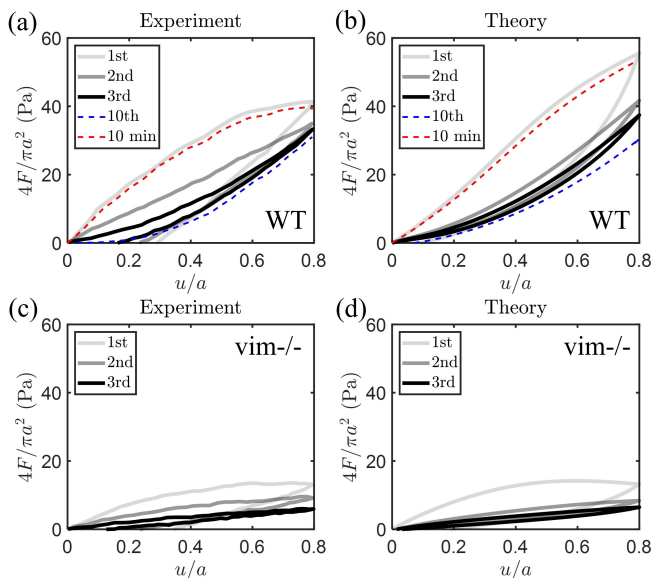 (a)
Experiment
4F/πa² (Pa)
60
40
20
0
1st
2nd
3rd
10th
10 min
WT
0 0.2 0.4 0.6 0.8
u/a
(b)
Theory
4F/πa² (Pa)
60
40
20
0
1st
2nd
3rd
10th
10 min
WT
0 0.2 0.4 0.6 0.8
u/a
(c)
Experiment
4F/πa² (Pa)
60
40
20
0
1st
2nd
3rd
vim-/-
0 0.2 0.4 0.6 0.8
u/a
(d)
Theory
4F/πa² (Pa)
60
40
20
0
1st
2nd
3rd
vim-/-
0 0.2 0.4 0.6 0.8
u/a